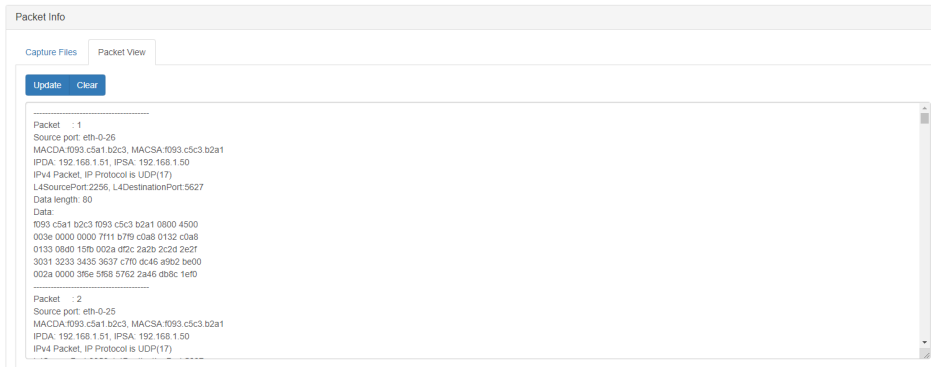 Packet Info
Capture Files Packet View
Update Clear
----------------------------------------
Packet : 1
Source port: eth-0-26
MACDA:f093.c5a1.b2c3, MACSA:f093.c5c3.b2a1
IPDA: 192.168.1.51, IPSA: 192.168.1.50
IPv4 Packet, IP Protocol is UDP(17)
L4SourcePort:2256, L4DestinationPort:5627
Data length: 80
Data:
f093 c5a1 b2c3 f093 c5c3 b2a1 0800 4500
003e 0000 0000 7f11 b7f9 c0a8 0132 c0a8
0133 08d0 15fb 002a df2c 2a2b 2c2d 2e2f
3031 3233 3435 3637 c7f0 dc46 a9b2 be00
002a 0000 3f6e 5f68 5762 2a46 db8c 1ef0
----------------------------------------
Packet : 2
Source port: eth-0-25
MACDA:f093.c5a1.b2c3, MACSA:f093.c5c3.b2a1
IPDA: 192.168.1.51, IPSA: 192.168.1.50
IPv4 Packet, IP Protocol is UDP(17)